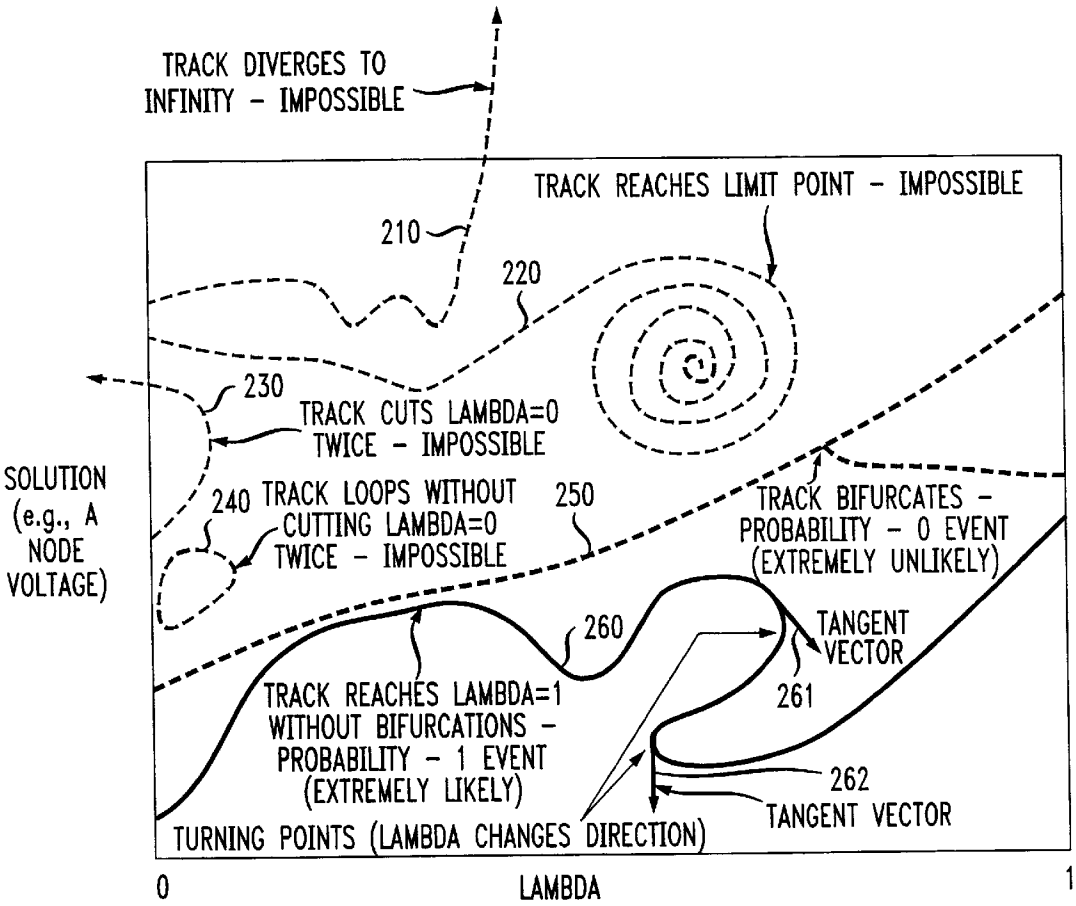 TRACK DIVERGES TO
INFINITY - IMPOSSIBLE
TRACK REACHES LIMIT POINT - IMPOSSIBLE
210
220
230
TRACK CUTS LAMBDA=0
TWICE - IMPOSSIBLE
SOLUTION
(e.g., A
NODE
VOLTAGE)
240
TRACK LOOPS WITHOUT
CUTTING LAMBDA=0
TWICE - IMPOSSIBLE
250
TRACK BIFURCATES -
PROBABILITY - 0 EVENT
(EXTREMELY UNLIKELY)
260
TANGENT
VECTOR
261
TRACK REACHES LAMBDA=1
WITHOUT BIFURCATIONS -
PROBABILITY - 1 EVENT
(EXTREMELY LIKELY)
262
TANGENT VECTOR
TURNING POINTS (LAMBDA CHANGES DIRECTION)
0
LAMBDA
1